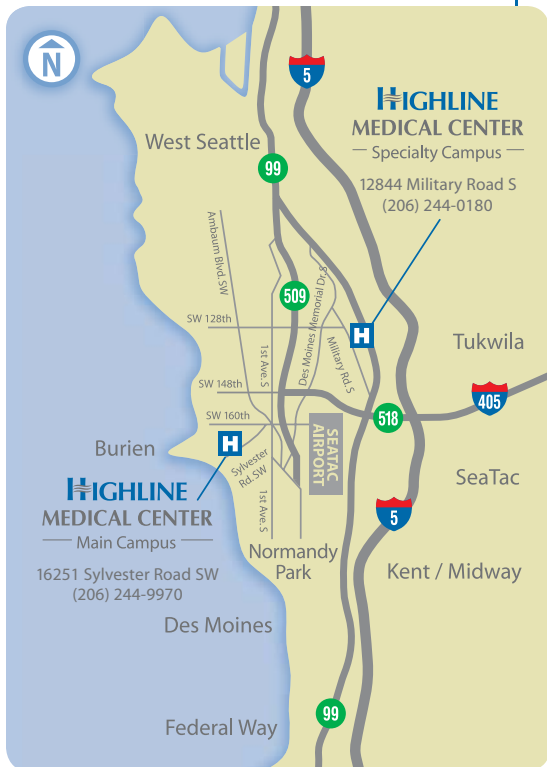 N
5
HIGHLINE
MEDICAL CENTER
Specialty Campus
12844 Military Road S
(206) 244-0180
West Seattle
99
Ambaum Blvd. SW
509
Des Moines Memorial Dr. S
SW 128th
H
1st Ave. S
Military Rd. S
Tukwila
SW 148th
405
SW 160th
518
SEATAC
AIRPORT
Burien
H
Sylvester
Rd. SW
SeaTac
HIGHLINE
MEDICAL CENTER
Main Campus
16251 Sylvester Road SW
(206) 244-9970
1st Ave. S
5
Normandy
Park
Kent / Midway
Des Moines
99
Federal Way